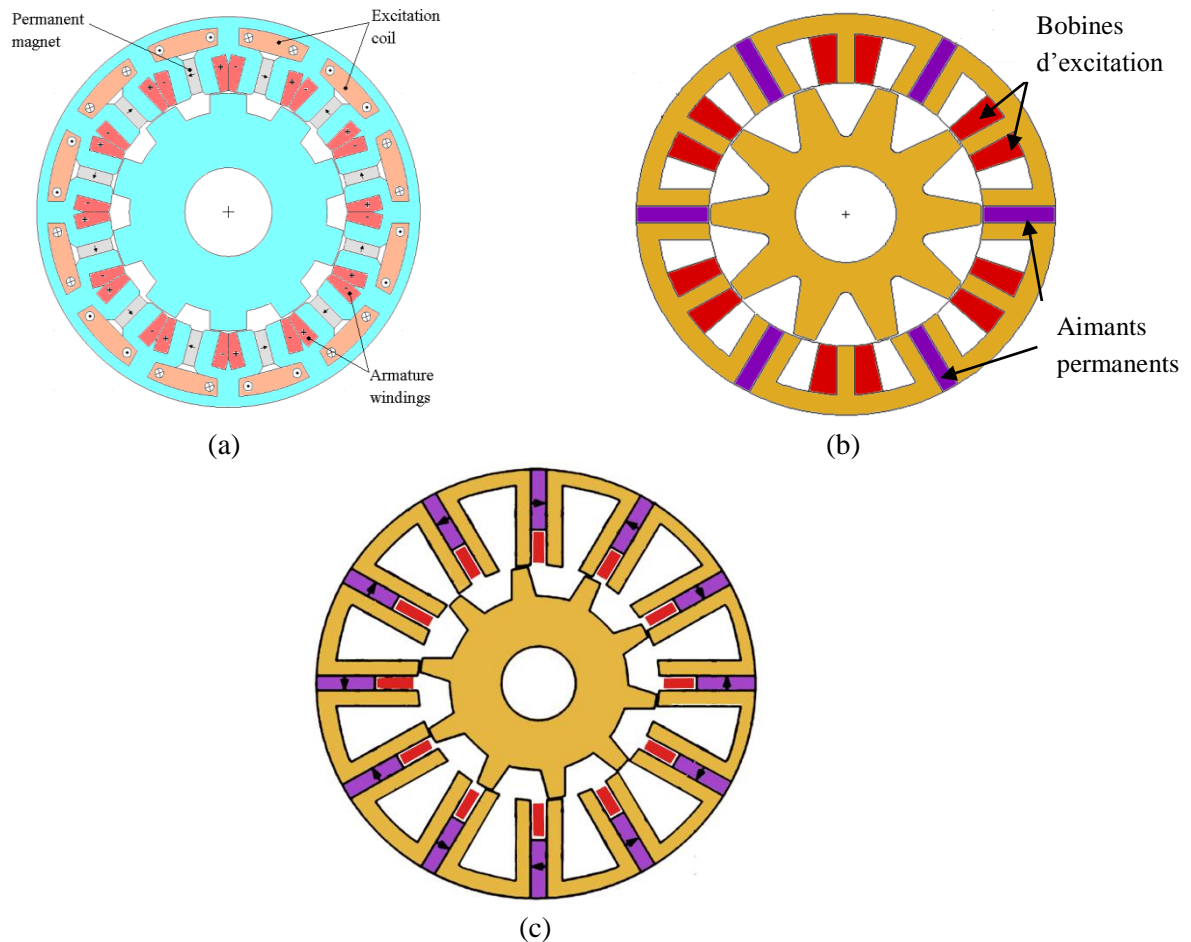 Permanent
magnet
Excitation
coil
Armature
windings
(a)
Bobines
d’excitation
Aimants
permanents
(b)
(c)